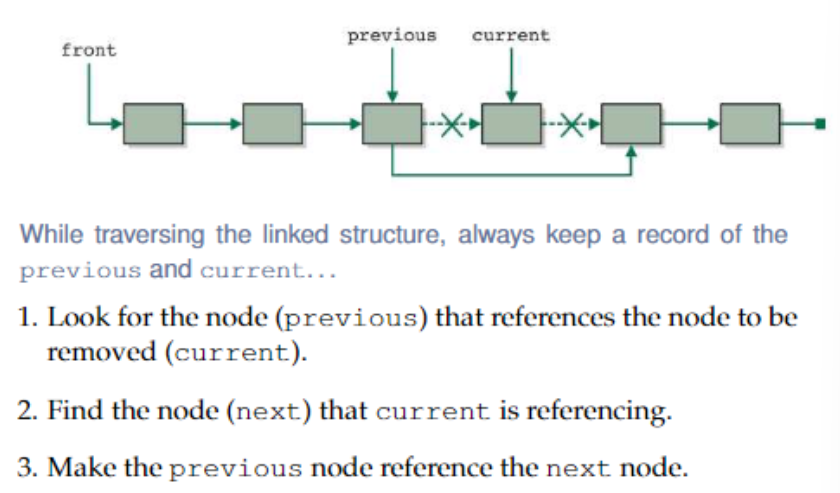 previous current
front
While traversing the linked structure, always keep a record of the
previous and current...
1. Look for the node (previous) that references the node to be
removed (current).
2. Find the node (next) that current is referencing.
3. Make the previous node reference the next node.